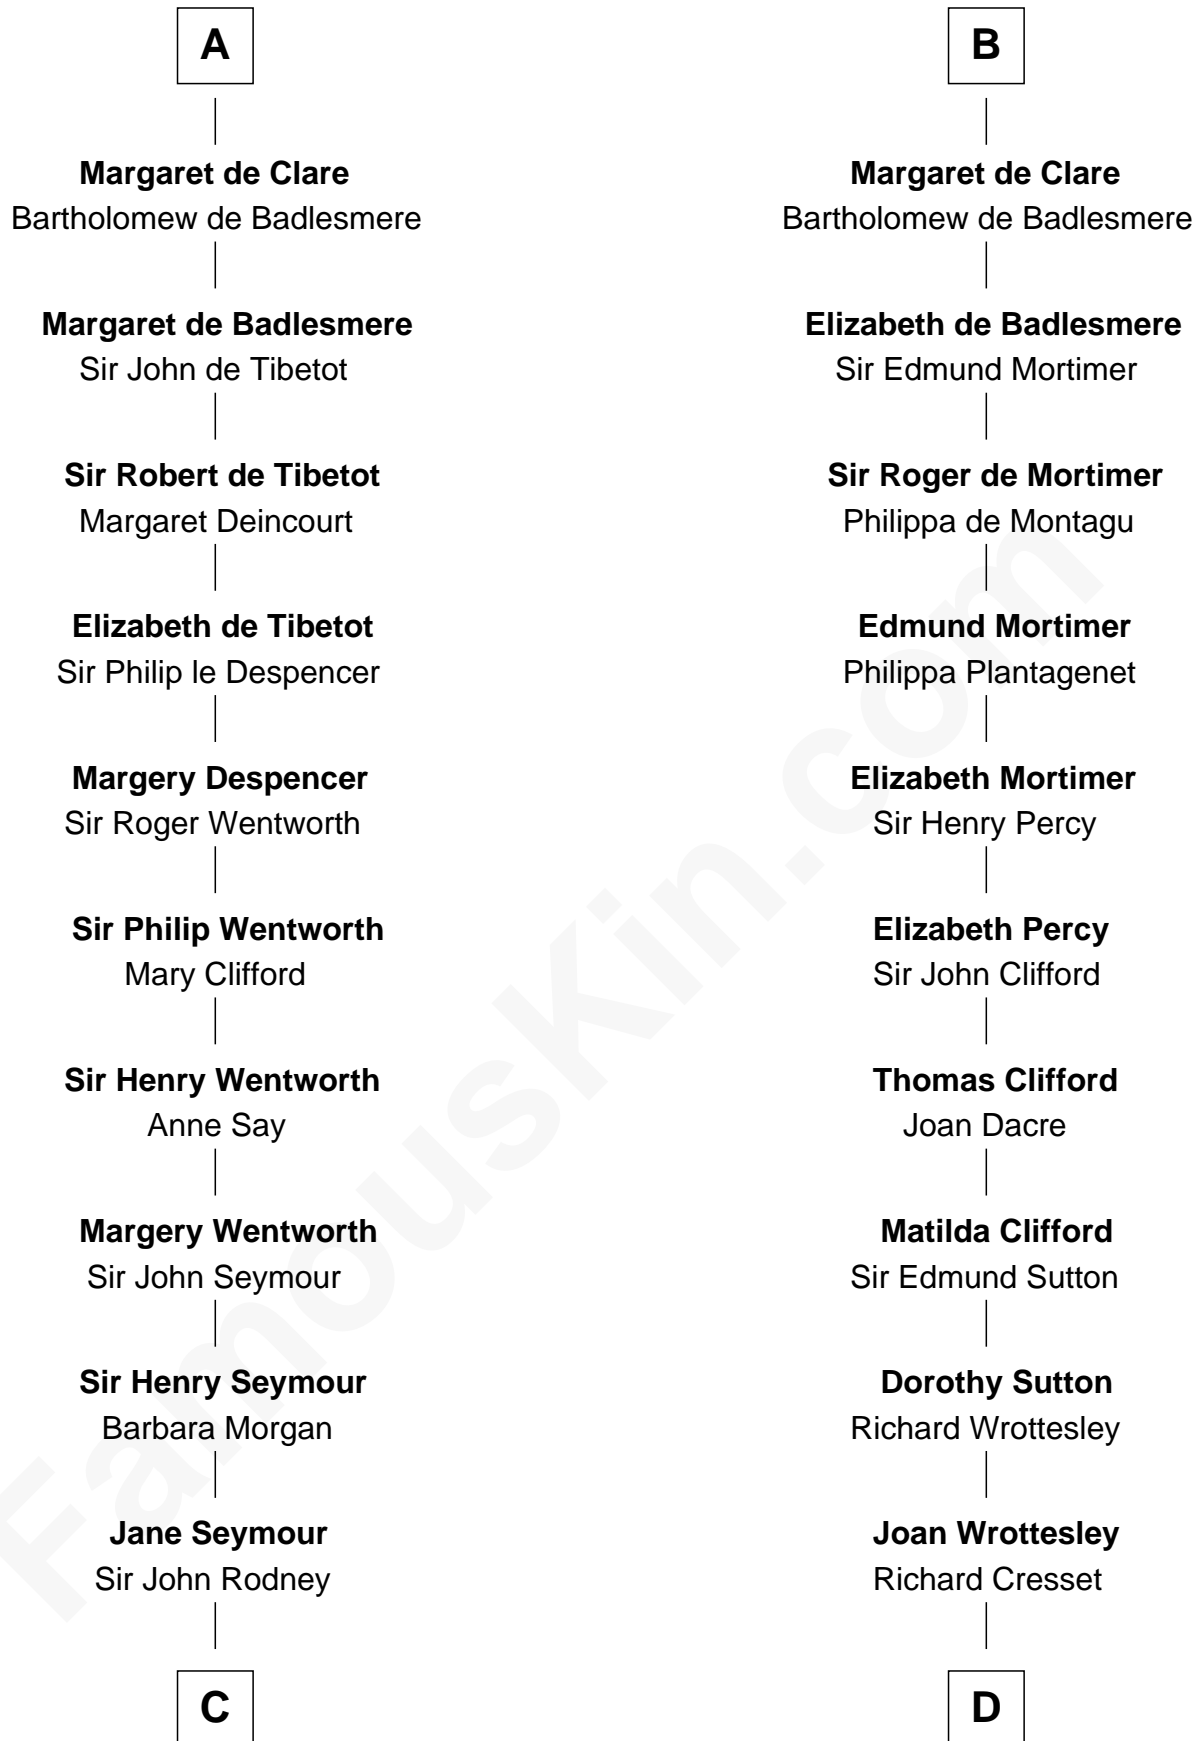 A
Margaret de Clare
Bartholomew de Badlesmere
Margaret de Badlesmere
Sir John de Tibetot
Sir Robert de Tibetot
Margaret Deincourt
Elizabeth de Tibetot
Sir Philip le Despencer
Margery Despencer
Sir Roger Wentworth
Sir Philip Wentworth
Mary Clifford
Sir Henry Wentworth
Anne Say
Margery Wentworth
Sir John Seymour
Sir Henry Seymour
Barbara Morgan
Jane Seymour
Sir John Rodney
C
B
Margaret de Clare
Bartholomew de Badlesmere
Elizabeth de Badlesmere
Sir Edmund Mortimer
Sir Roger de Mortimer
Philippa de Montagu
Edmund Mortimer
Philippa Plantagenet
Elizabeth Mortimer
Sir Henry Percy
Elizabeth Percy
Sir John Clifford
Thomas Clifford
Joan Dacre
Matilda Clifford
Sir Edmund Sutton
Dorothy Sutton
Richard Wrottesley
Joan Wrottesley
Richard Cresset
D
FamousKin.com